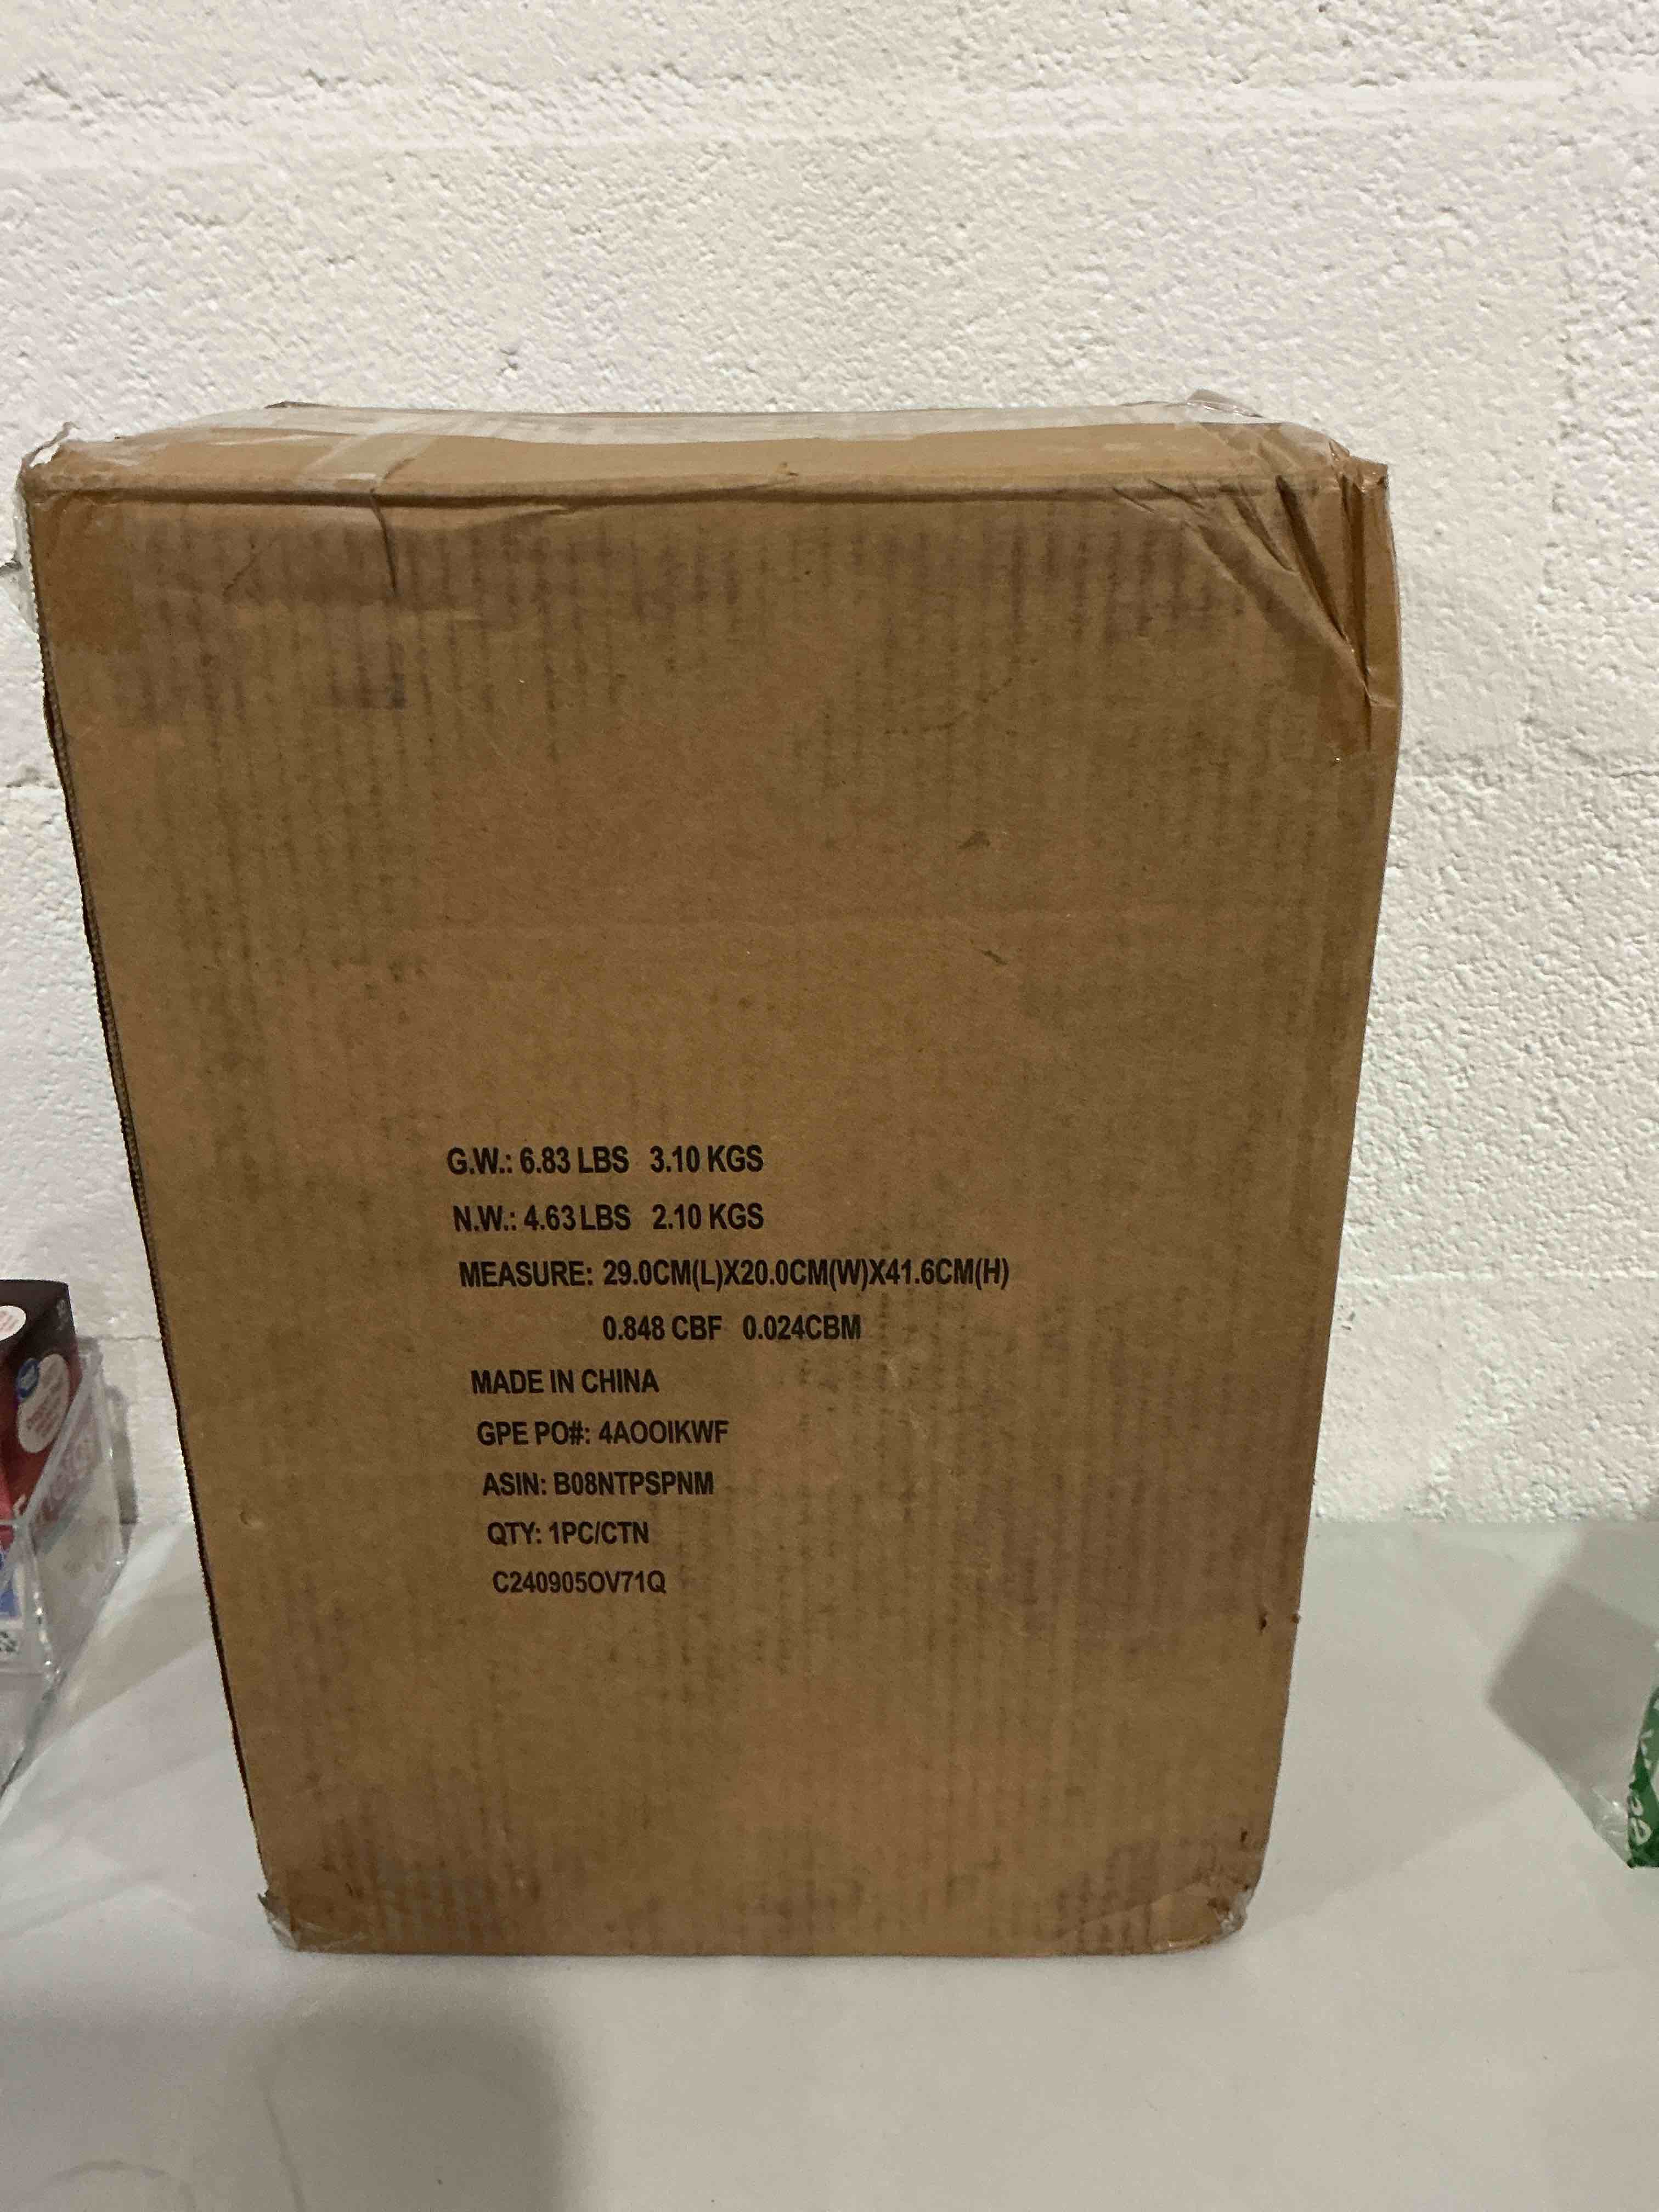 G.W.: 6.83 LBS 3.10 KGS
N.W.: 4.63 LBS 2.10 KGS
MEASURE: 29.0CM(L)X20.0CM(W)X41.6CM(H)
0.848 CBF 0.024CBM
MADE IN CHINA
GPE PO#: 4AOOIKWF
ASIN: B08NTPSPNM
QTY: 1PC/CTN
C240905OV71Q